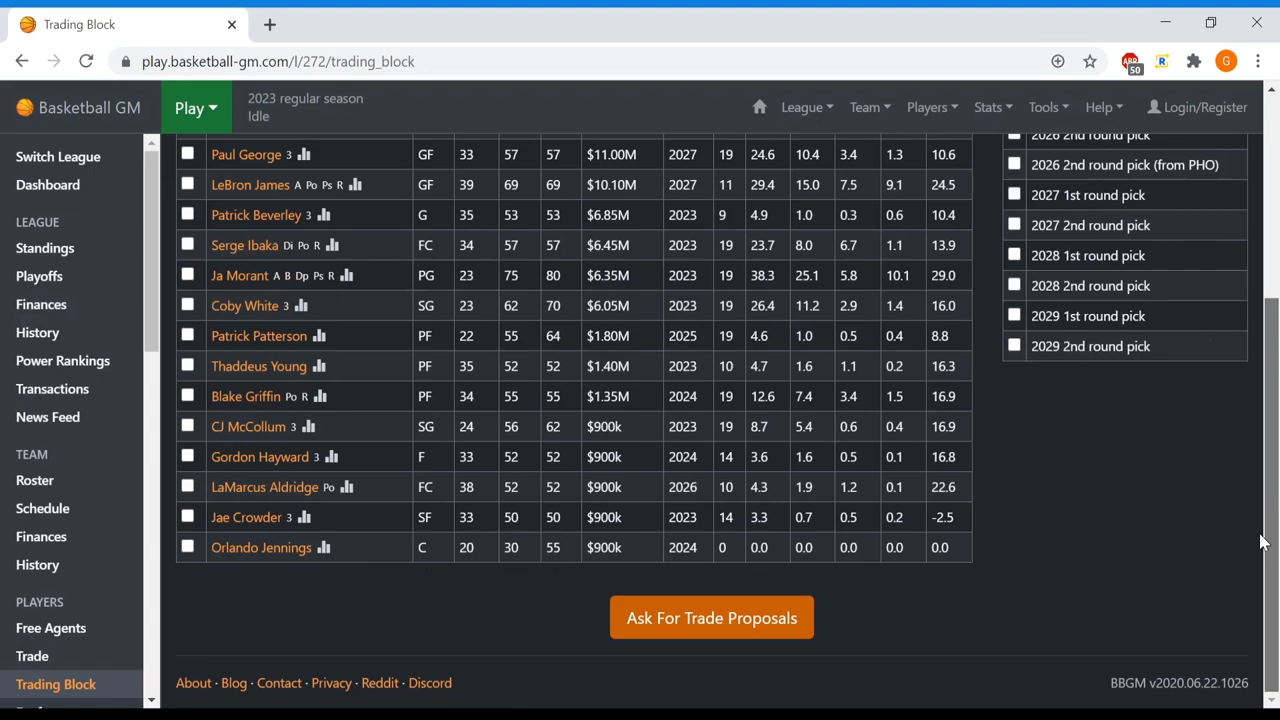 Trading Block
play.basketball-gm.com/l/272/trading_block
ABP
50
R
G
Basketball GM
Play
2023 regular season
Idle
League
Team
Players
Stats
Tools
Help
Login/Register
Switch League
Dashboard
LEAGUE
Standings
Playoffs
Finances
History
Power Rankings
Transactions
News Feed
TEAM
Roster
Schedule
Finances
History
PLAYERS
Free Agents
Trade
Trading Block
Paul George 3 GF 33 57 57 $11.00M 2027 19 24.6 10.4 3.4 1.3 10.6
LeBron James A Po Ps R GF 39 69 69 $10.10M 2027 11 29.4 15.0 7.5 9.1 24.5
Patrick Beverley 3 G 35 53 53 $6.85M 2023 9 4.9 1.0 0.3 0.6 10.4
Serge Ibaka Di Po R FC 34 57 57 $6.45M 2023 19 23.7 8.0 6.7 1.1 13.9
Ja Morant A B Dp Ps R PG 23 75 80 $6.35M 2023 19 38.3 25.1 5.8 10.1 29.0
Coby White 3 SG 23 62 70 $6.05M 2023 19 26.4 11.2 2.9 1.4 16.0
Patrick Patterson PF 22 55 64 $1.80M 2025 19 4.6 1.0 0.5 0.4 8.8
Thaddeus Young PF 35 52 52 $1.40M 2023 10 4.7 1.6 1.1 0.2 16.3
Blake Griffin Po R PF 34 55 55 $1.35M 2024 19 12.6 7.4 3.4 1.5 16.9
CJ McCollum 3 SG 24 56 62 $900k 2023 19 8.7 5.4 0.6 0.4 16.9
Gordon Hayward 3 F 33 52 52 $900k 2024 14 3.6 1.6 0.5 0.1 16.8
LaMarcus Aldridge Po FC 38 52 52 $900k 2026 10 4.3 1.9 1.2 0.1 22.6
Jae Crowder 3 SF 33 50 50 $900k 2023 14 3.3 0.7 0.5 0.2 -2.5
Orlando Jennings C 20 30 55 $900k 2024 0 0.0 0.0 0.0 0.0 0.0
2026 2nd round pick
2026 2nd round pick (from PHO)
2027 1st round pick
2027 2nd round pick
2028 1st round pick
2028 2nd round pick
2029 1st round pick
2029 2nd round pick
Ask For Trade Proposals
About · Blog · Contact · Privacy · Reddit · Discord
BBGM v2020.06.22.1026